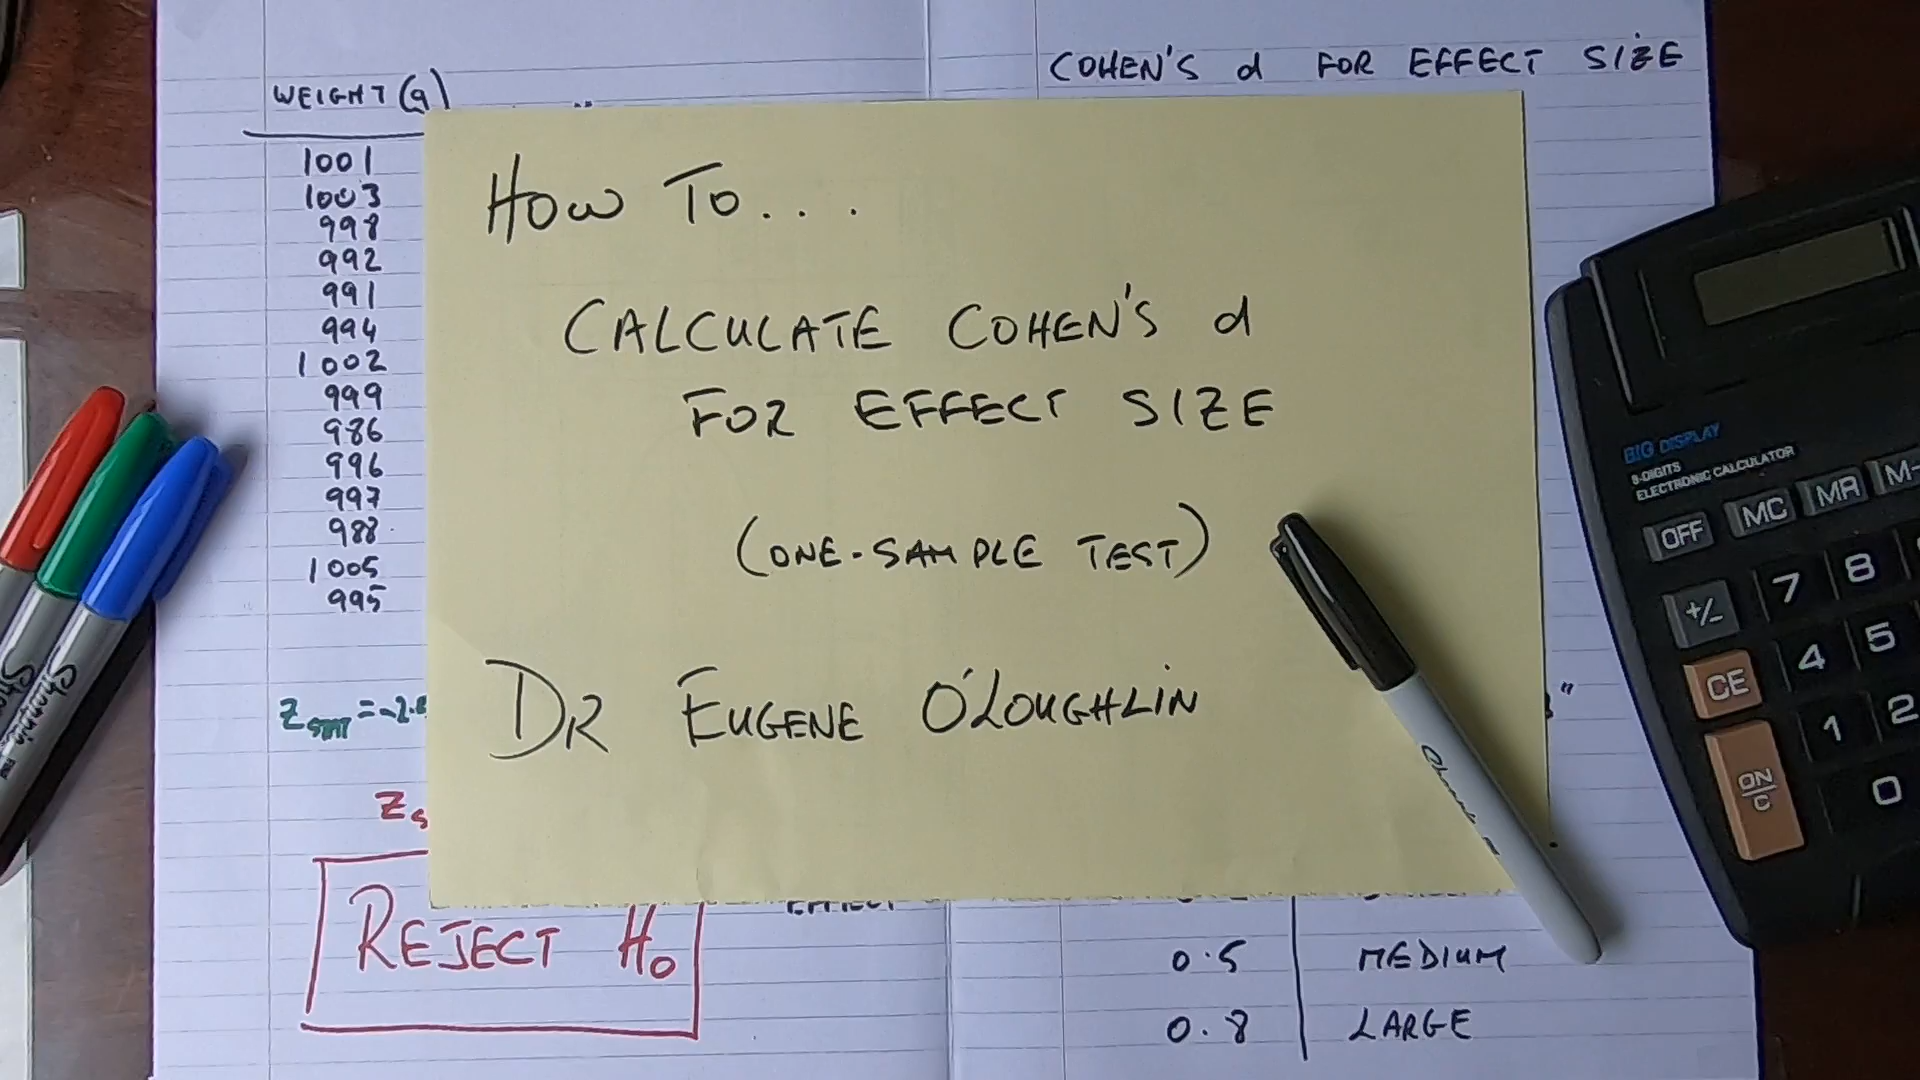 COHEN'S d FOR EFFECT SIZE
WEIGHT (g)
1001
1003
998
992
991
994
1002
999
986
996
997
988
1005
995
HOW TO...
CALCULATE COHEN'S d
FOR EFFECT SIZE
(ONE-SAMPLE TEST)
DR EUGENE O'LOUGHLIN
REJECT H₀
EFFECT
0.5 MEDIUM
0.8 LARGE
BIG DISPLAY
8-DIGITS
ELECTRONIC CALCULATOR
OFF MC MR M-
+/- 7 8
CE 4 5
ON/C 1 2
0
Sharpie